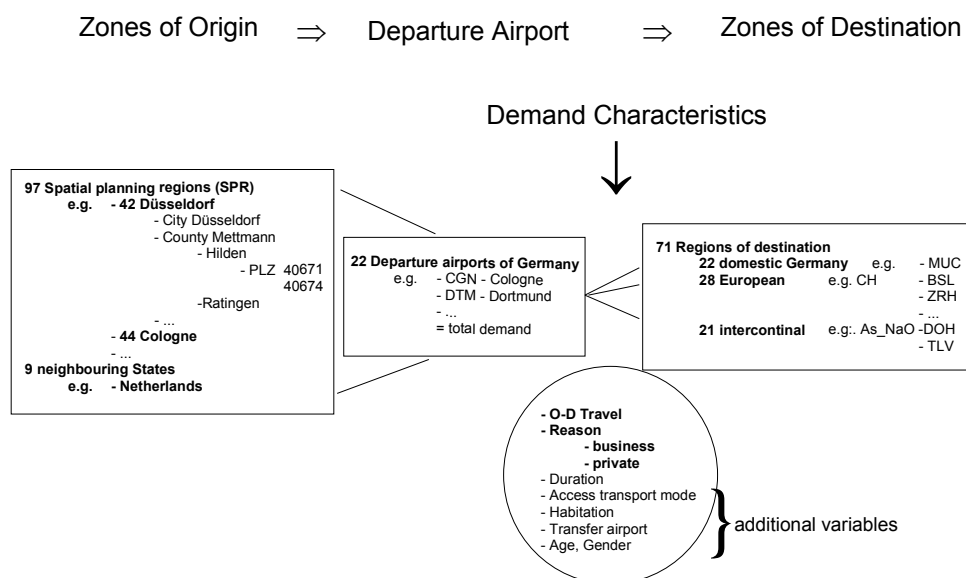 Zones of Origin ⇒ Departure Airport ⇒ Zones of Destination
Demand Characteristics
97 Spatial planning regions (SPR)
e.g. - 42 Düsseldorf
- City Düsseldorf
- County Mettmann
- Hilden
- PLZ 40671
40674
-Ratingen
- ...
- 44 Cologne
- ...
9 neighbouring States
e.g. - Netherlands
22 Departure airports of Germany
e.g. - CGN - Cologne
- DTM - Dortmund
- ...
= total demand
71 Regions of destination
22 domestic Germany e.g. - MUC
28 European e.g. CH - BSL
- ZRH
- ...
21 intercontinal e.g:. As_NaO -DOH
- TLV
- O-D Travel
- Reason
- business
- private
- Duration
- Access transport mode
- Habitation
- Transfer airport
- Age, Gender
additional variables